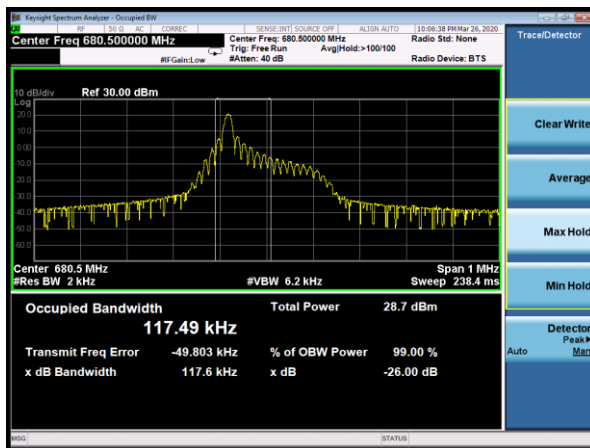 Keysight Spectrum Analyzer - Occupied BW
RF 50 Ω AC CORREC SENSE:INT SOURCE OFF ALIGN AUTO 10:06:38 PM Mar 26, 2020
Center Freq 680.500000 MHz
Center Freq: 680.500000 MHz
Radio Std: None
Trig: Free Run Avg|Hold:>100/100
#IFGain:Low #Atten: 40 dB Radio Device: BTS
Trace/Detector
10 dB/div Ref 30.00 dBm
Log
20.0
10.0
0.00
-10.0
-20.0
-30.0
-40.0
-50.0
-60.0
Center 680.5 MHz Span 1 MHz
#Res BW 2 kHz #VBW 6.2 kHz Sweep 238.4 ms
Occupied Bandwidth Total Power 28.7 dBm
117.49 kHz
Transmit Freq Error -49.803 kHz % of OBW Power 99.00 %
x dB Bandwidth 117.6 kHz x dB -26.00 dB
Clear Write
Average
Max Hold
Min Hold
Detector
Peak
Auto Man
MSG STATUS